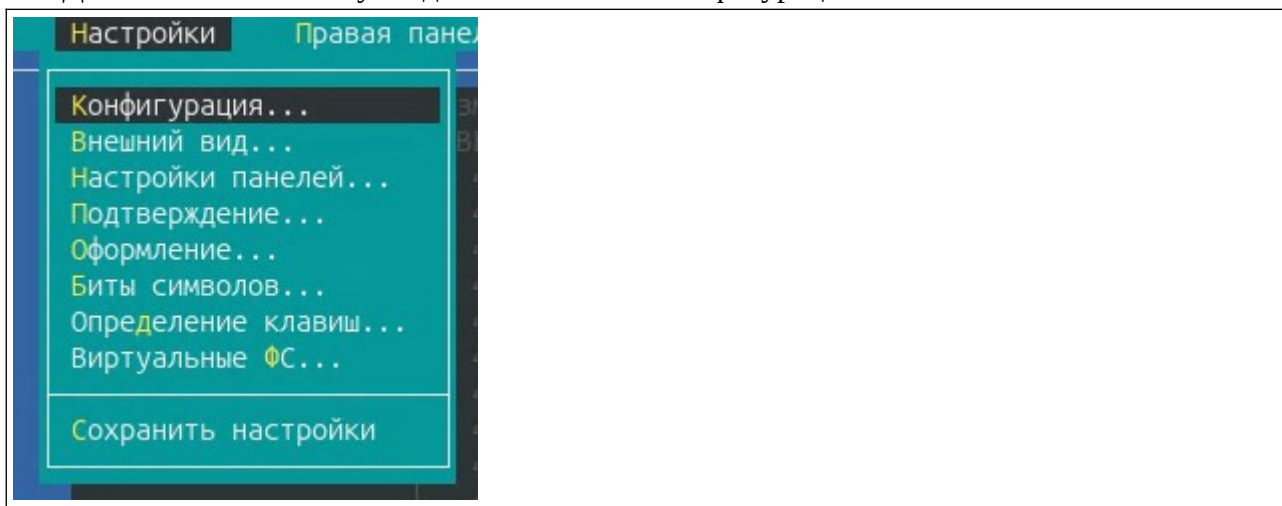 Настройки Правая пане
Конфигурация...
Внешний вид...
Настройки панелей...
Подтверждение...
Оформление...
Биты символов...
Определение клавиш...
Виртуальные ФС...
Сохранить настройки